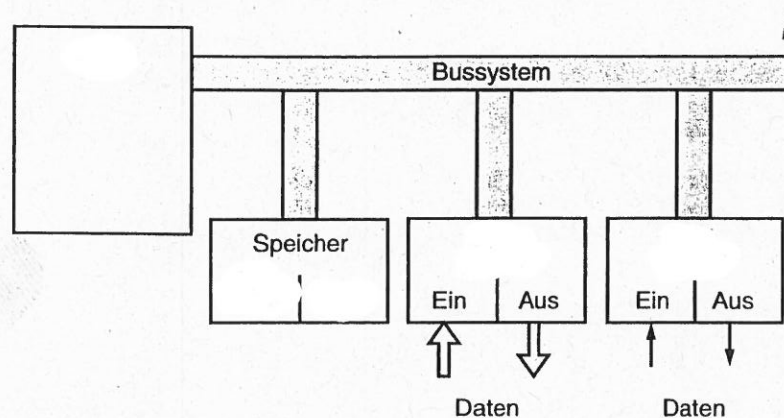 Bussystem
Speicher
Ein Aus
Ein Aus
Daten
Daten